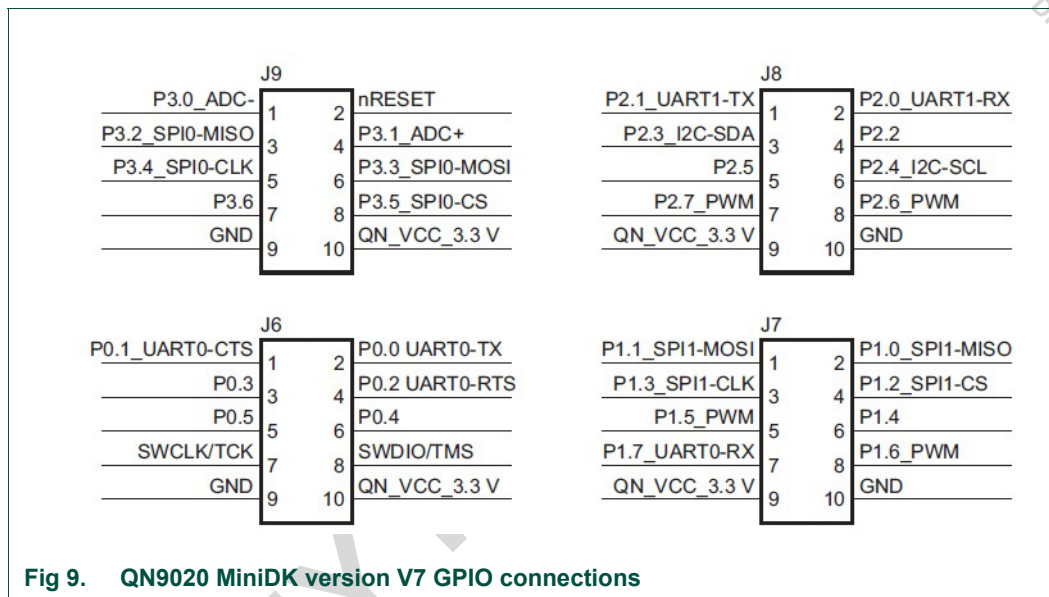 J9
P3.0_ADC- 1 2 nRESET
P3.2_SPI0-MISO 3 4 P3.1_ADC+
P3.4_SPI0-CLK 5 6 P3.3_SPI0-MOSI
P3.6 7 8 P3.5_SPI0-CS
GND 9 10 QN_VCC_3.3 V
J8
P2.1_UART1-TX 1 2 P2.0_UART1-RX
P2.3_I2C-SDA 3 4 P2.2
P2.5 5 6 P2.4_I2C-SCL
P2.7_PWM 7 8 P2.6_PWM
QN_VCC_3.3 V 9 10 GND
J6
P0.1_UART0-CTS 1 2 P0.0 UART0-TX
P0.3 3 4 P0.2 UART0-RTS
P0.5 5 6 P0.4
SWCLK/TCK 7 8 SWDIO/TMS
GND 9 10 QN_VCC_3.3 V
J7
P1.1_SPI1-MOSI 1 2 P1.0_SPI1-MISO
P1.3_SPI1-CLK 3 4 P1.2_SPI1-CS
P1.5_PWM 5 6 P1.4
P1.7_UART0-RX 7 8 P1.6_PWM
QN_VCC_3.3 V 9 10 GND
Fig 9. QN9020 MiniDK version V7 GPIO connections